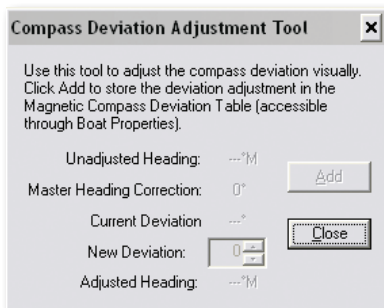 Compass Deviation Adjustment Tool
Use this tool to adjust the compass deviation visually.
Click Add to store the deviation adjustment in the
Magnetic Compass Deviation Table (accessible
through Boat Properties).
Unadjusted Heading: ---°M
Master Heading Correction: 0°
Add
Current Deviation ---°
Close
New Deviation: 0
Adjusted Heading: ---°M